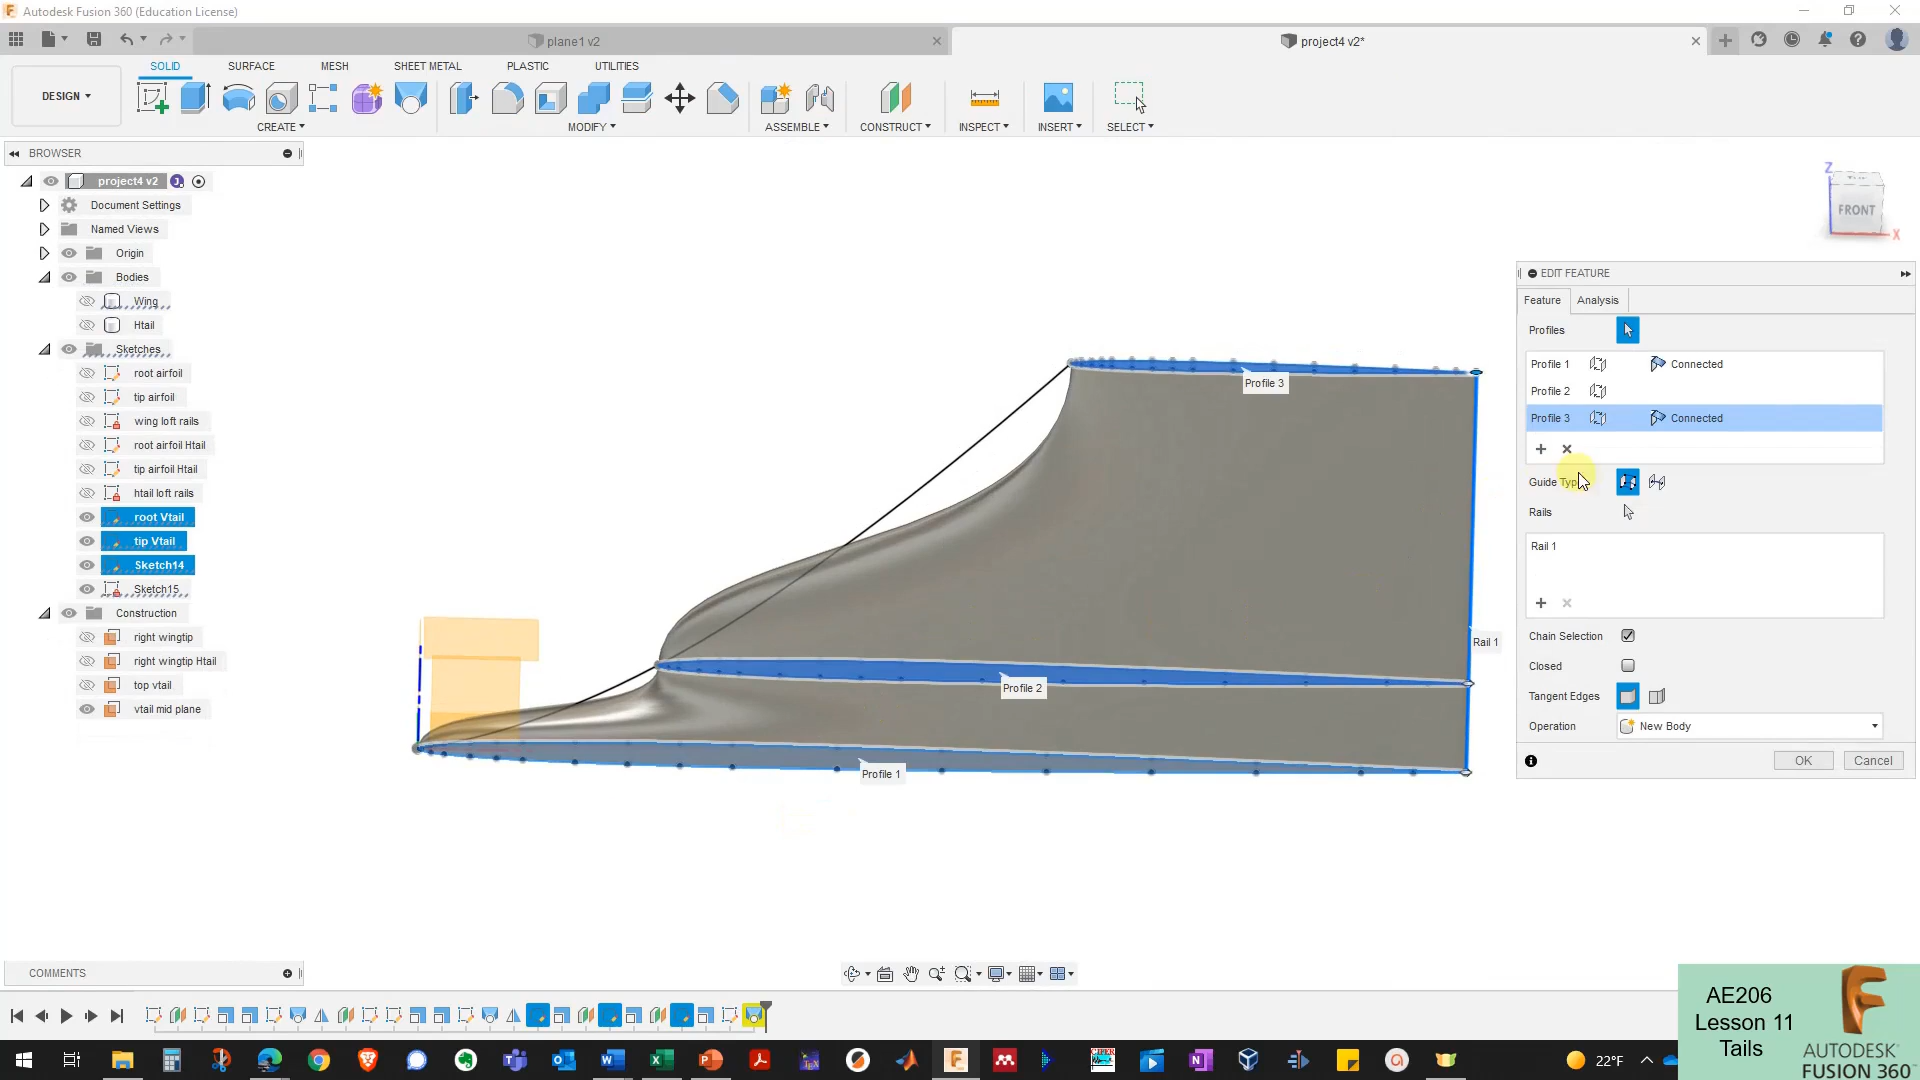 Autodesk Fusion 360 (Education License)
plane1 v2
project4 v2*
DESIGN
SOLID
SURFACE
MESH
SHEET METAL
PLASTIC
UTILITIES
CREATE
MODIFY
ASSEMBLE
CONSTRUCT
INSPECT
INSERT
SELECT
BROWSER
project4 v2
Document Settings
Named Views
Origin
Bodies
Wing
Htail
Sketches
root airfoil
tip airfoil
wing loft rails
root airfoil Htail
tip airfoil Htail
htail loft rails
root Vtail
tip Vtail
Sketch14
Sketch15
Construction
right wingtip
right wingtip Htail
top vtail
vtail mid plane
Profile 3
Profile 2
Profile 1
Rail 1
Z
TOP
FRONT
X
EDIT FEATURE
Feature
Analysis
Profiles
Profile 1 Connected
Profile 2
Profile 3 Connected
Guide Typ
Rails
Rail 1
Chain Selection
Closed
Tangent Edges
Operation New Body
OK
Cancel
COMMENTS
AE206
Lesson 11
Tails
AUTODESK
FUSION 360
22°F